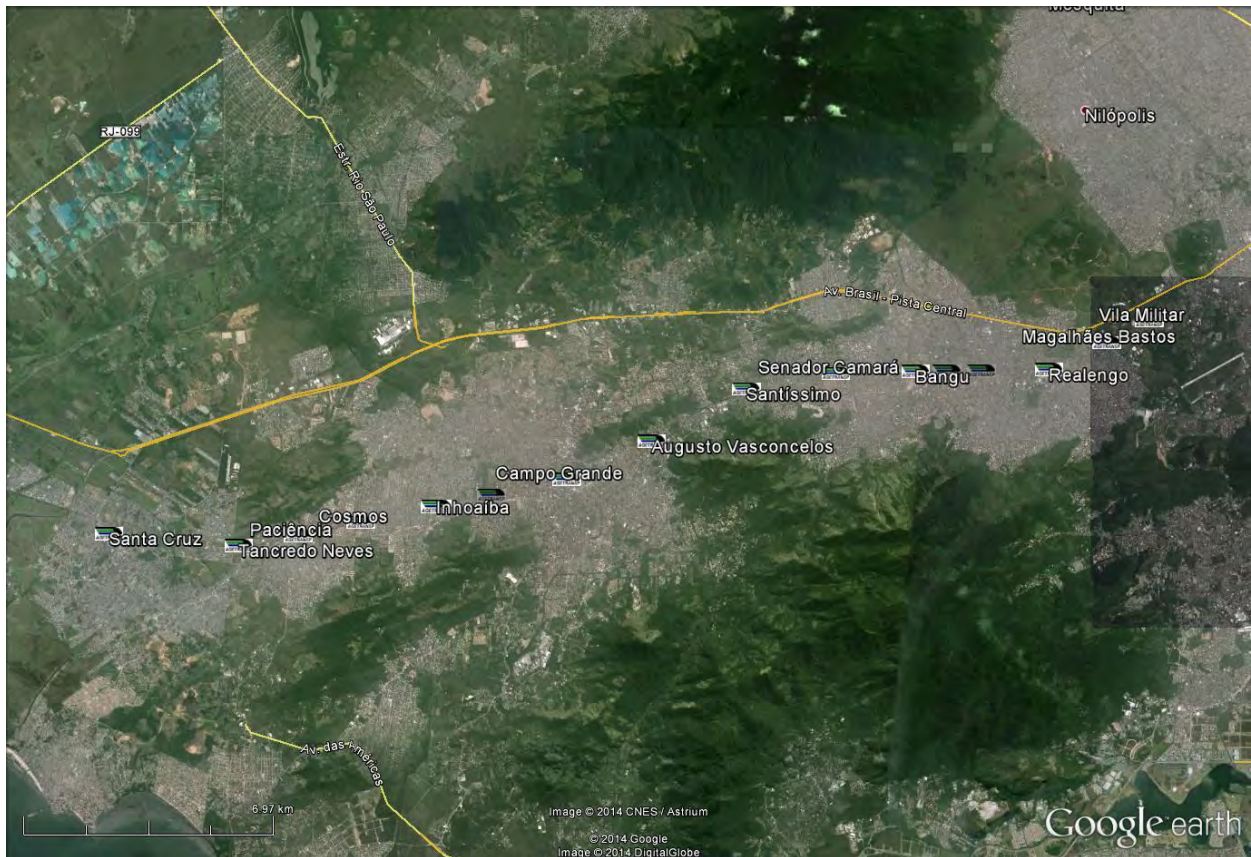 Mesquita
Nilópolis
RJ-099
Estr. Rio São Paulo
Av. Brasil - Pista Central
Vila Militar
Magalhães Bastos
Senador Camará
Bangu
Realengo
Santíssimo
Augusto Vasconcelos
Campo Grande
Inhoaíba
Cosmos
Paciência
Santa Cruz
Tancredo Neves
Av. das Américas
6.97 km
Image © 2014 CNES / Astrium
© 2014 Google
Image © 2014 DigitalGlobe
Google earth